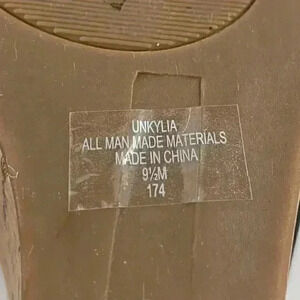 UNKYLIA
ALL MAN MADE MATERIALS
MADE IN CHINA
9½M
174